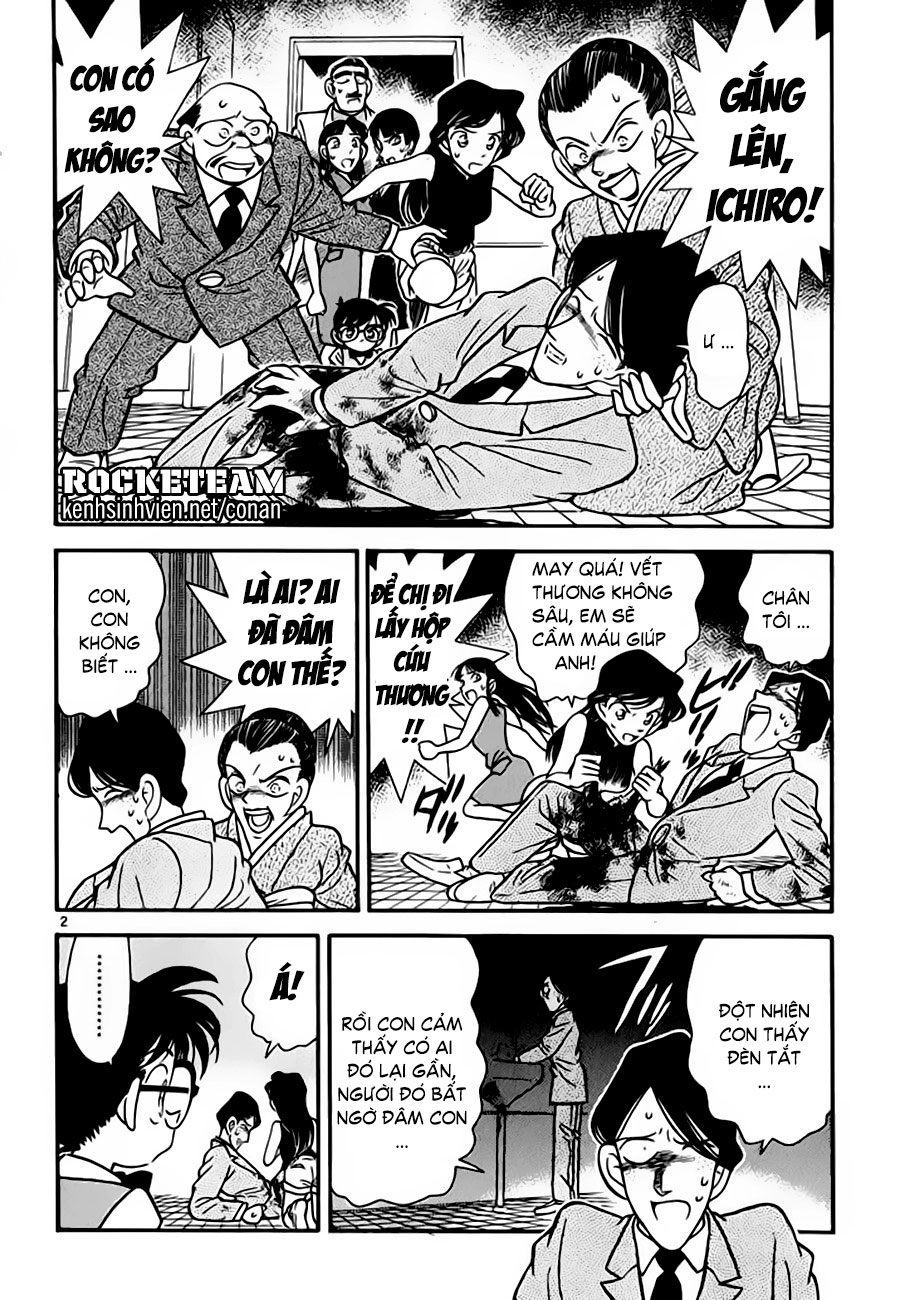 GẮNG
LÊN,
ICHIRO!
CON CÓ
SAO
KHÔNG?
Ư ...
ROCKETEAM
kenhsinhvien.net/conan
CHÂN
TÔI ...
MAY QUÁ! VẾT
THƯƠNG KHÔNG
SÂU, EM SẼ
CẦM MÁU GIÚP
ANH!
ĐỂ CHỊ ĐI
LẤY HỘP
CỨU
THƯƠNG
!!
LÀ AI? AI
ĐÃ ĐÂM
CON THẾ?
CON,
CON
KHÔNG
BIẾT ...
2
ĐỘT NHIÊN
CON THẤY
ĐÈN TẮT
...
RỒI CON CẢM
THẤY CÓ AI
ĐÓ LẠI GẦN,
NGƯỜI ĐÓ BẤT
NGỜ ĐÂM CON
...
Á!
.........